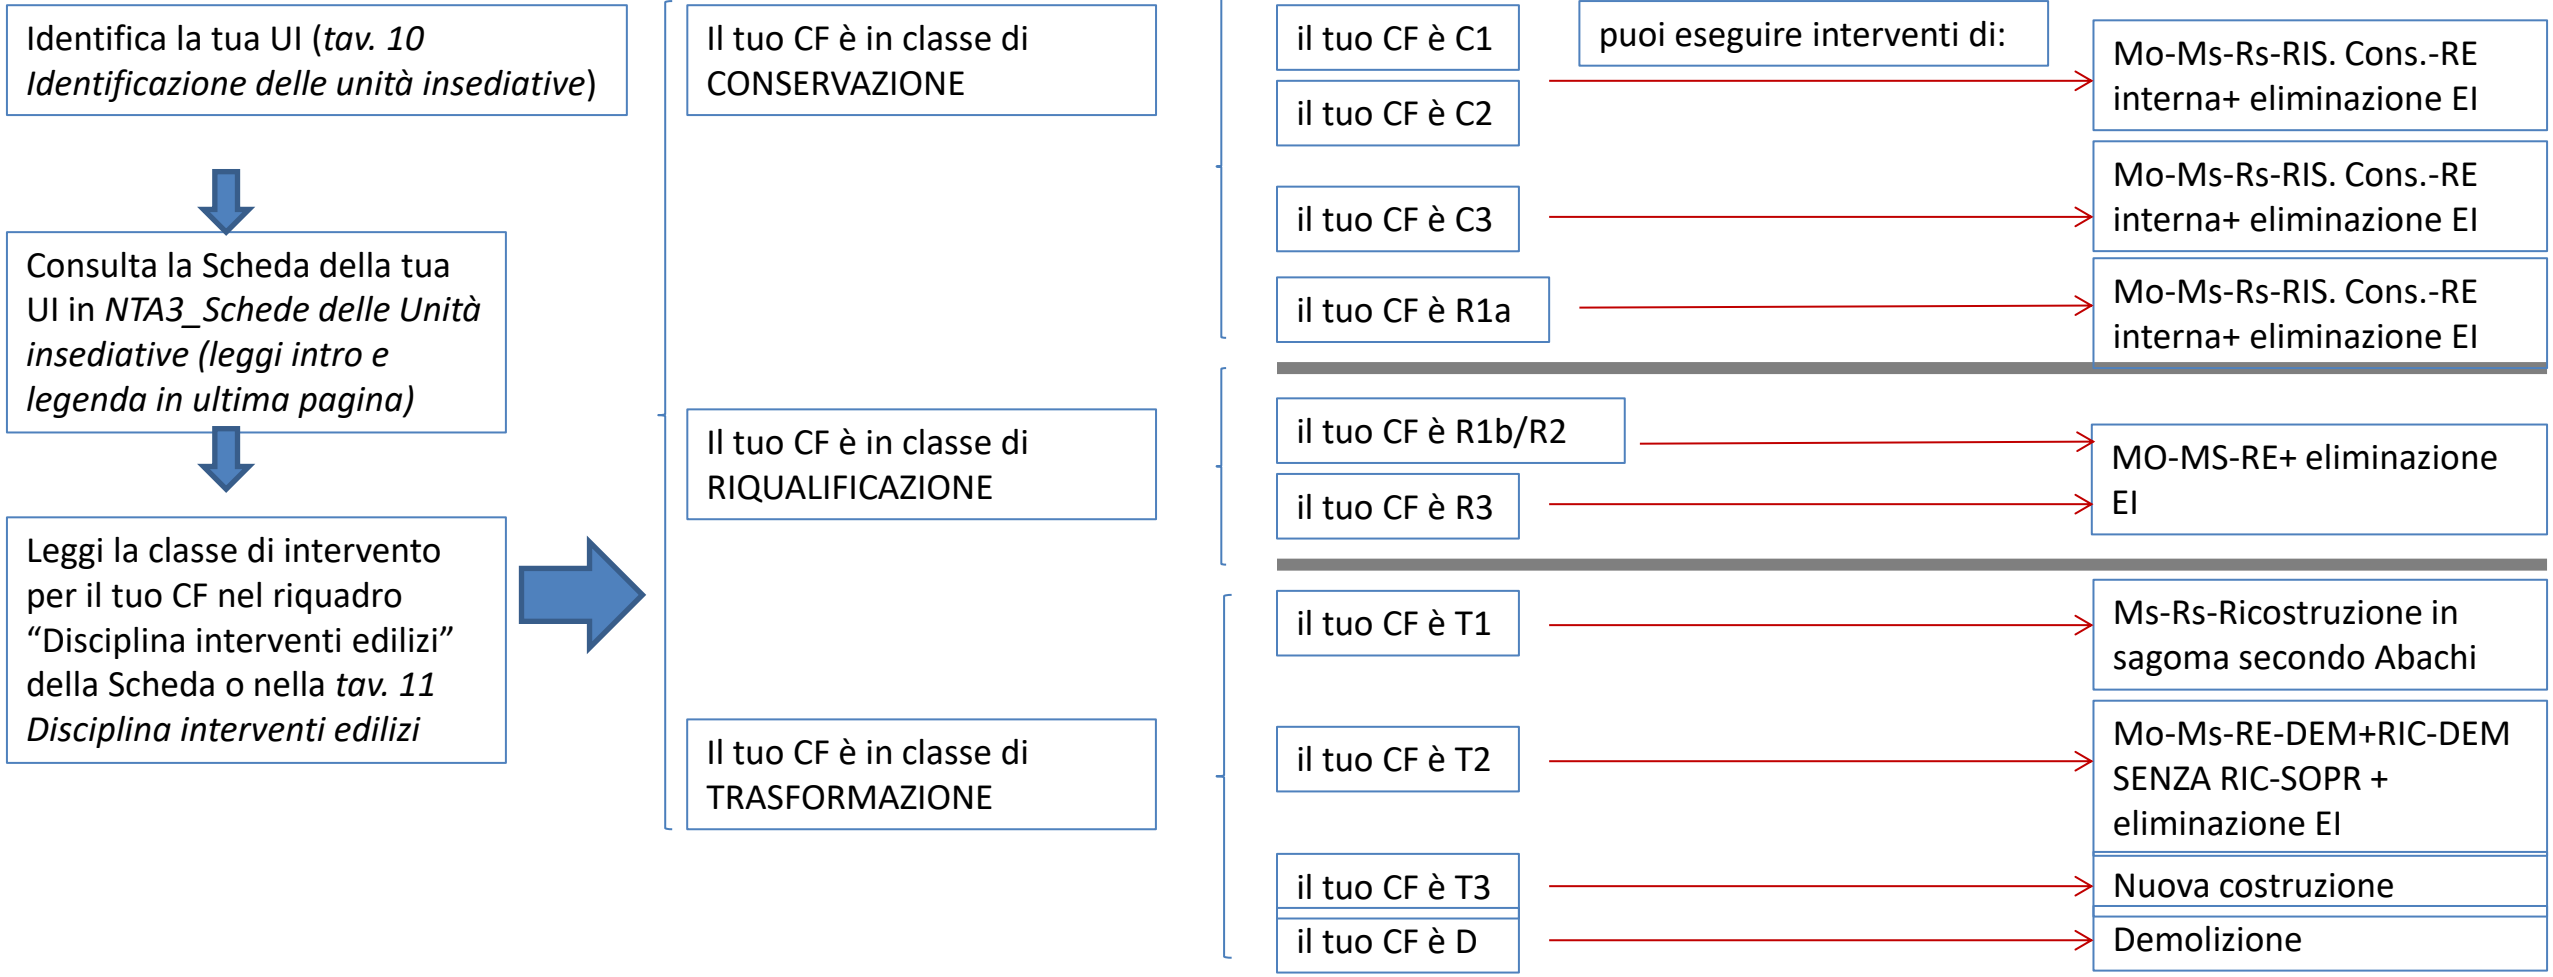 Identifica la tua UI (tav. 10
Identificazione delle unità insediative)
Consulta la Scheda della tua
UI in NTA3_Schede delle Unità
insediative (leggi intro e
legenda in ultima pagina)
Leggi la classe di intervento
per il tuo CF nel riquadro
“Disciplina interventi edilizi”
della Scheda o nella tav. 11
Disciplina interventi edilizi
Il tuo CF è in classe di
CONSERVAZIONE
il tuo CF è C1
il tuo CF è C2
puoi eseguire interventi di:
Mo-Ms-Rs-RIS. Cons.-RE
interna+ eliminazione EI
il tuo CF è C3
Mo-Ms-Rs-RIS. Cons.-RE
interna+ eliminazione EI
il tuo CF è R1a
Mo-Ms-Rs-RIS. Cons.-RE
interna+ eliminazione EI
Il tuo CF è in classe di
RIQUALIFICAZIONE
il tuo CF è R1b/R2
il tuo CF è R3
MO-MS-RE+ eliminazione
EI
Il tuo CF è in classe di
TRASFORMAZIONE
il tuo CF è T1
Ms-Rs-Ricostruzione in
sagoma secondo Abachi
il tuo CF è T2
Mo-Ms-RE-DEM+RIC-DEM
SENZA RIC-SOPR +
eliminazione EI
il tuo CF è T3
Nuova costruzione
il tuo CF è D
Demolizione